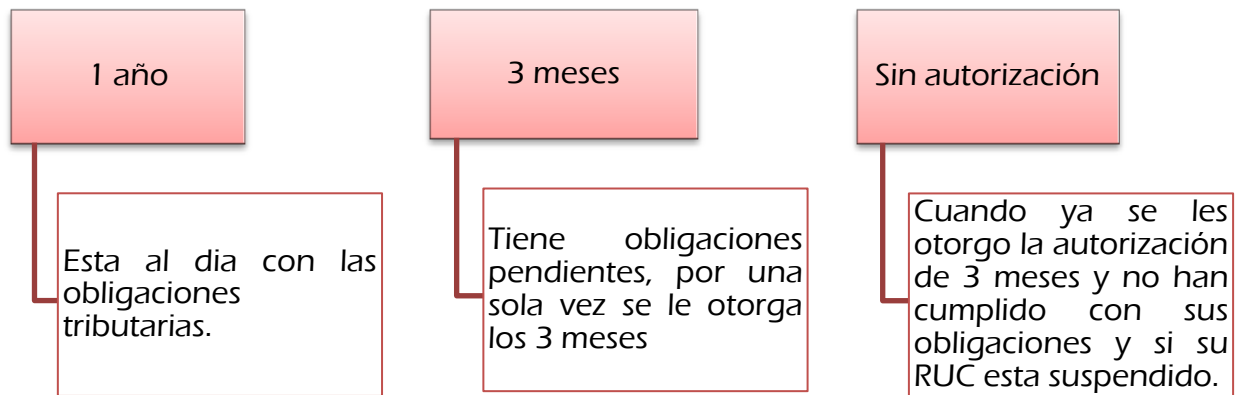 1 año
Esta al dia con las
obligaciones
tributarias.
3 meses
Tiene obligaciones
pendientes, por una
sola vez se le otorga
los 3 meses
Sin autorización
Cuando ya se les
otorgo la autorización
de 3 meses y no han
cumplido con sus
obligaciones y si su
RUC esta suspendido.